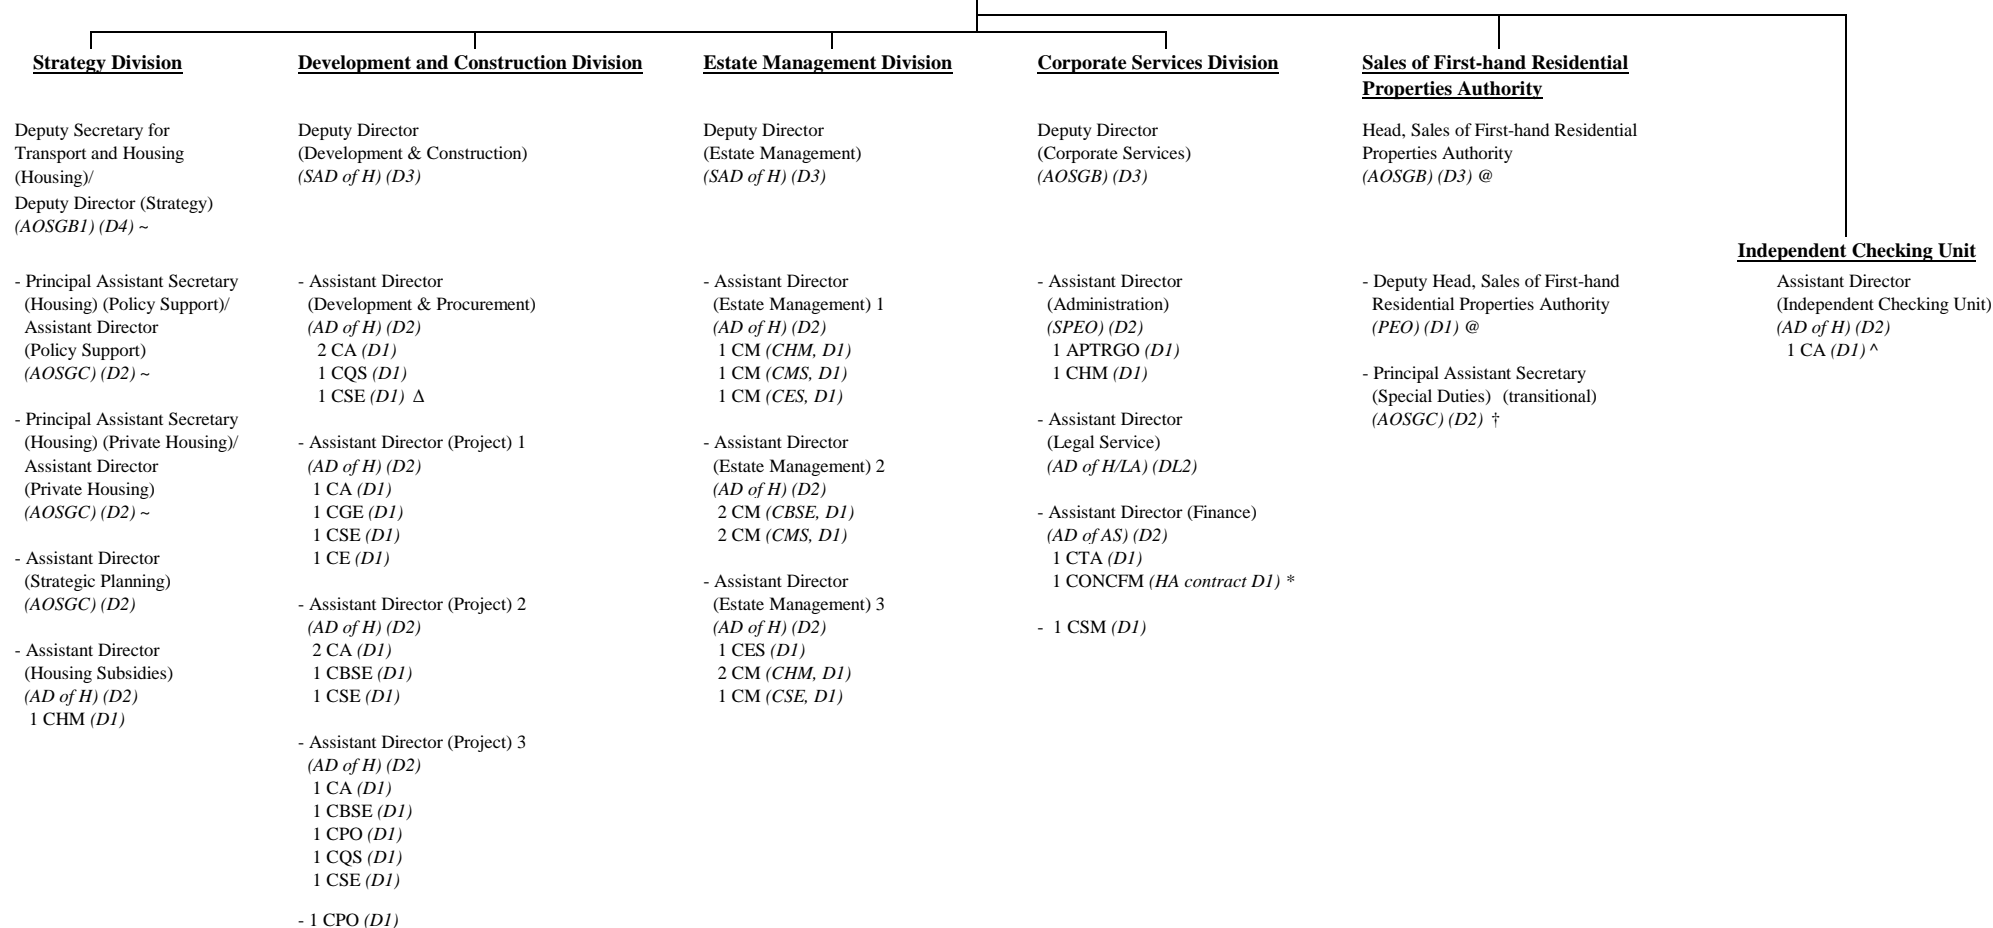 Strategy Division
Deputy Secretary for
Transport and Housing
(Housing)/
Deputy Director (Strategy)
(AOSGB1) (D4) ~
- Principal Assistant Secretary
(Housing) (Policy Support)/
Assistant Director
(Policy Support)
(AOSGC) (D2) ~
- Principal Assistant Secretary
(Housing) (Private Housing)/
Assistant Director
(Private Housing)
(AOSGC) (D2) ~
- Assistant Director
(Strategic Planning)
(AOSGC) (D2)
- Assistant Director
(Housing Subsidies)
(AD of H) (D2)
1 CHM (D1)
Development and Construction Division
Deputy Director
(Development & Construction)
(SAD of H) (D3)
- Assistant Director
(Development & Procurement)
(AD of H) (D2)
2 CA (D1)
1 CQS (D1)
1 CSE (D1) Δ
- Assistant Director (Project) 1
(AD of H) (D2)
1 CA (D1)
1 CGE (D1)
1 CSE (D1)
1 CE (D1)
- Assistant Director (Project) 2
(AD of H) (D2)
2 CA (D1)
1 CBSE (D1)
1 CSE (D1)
- Assistant Director (Project) 3
(AD of H) (D2)
1 CA (D1)
1 CBSE (D1)
1 CPO (D1)
1 CQS (D1)
1 CSE (D1)
- 1 CPO (D1)
Estate Management Division
Deputy Director
(Estate Management)
(SAD of H) (D3)
- Assistant Director
(Estate Management) 1
(AD of H) (D2)
1 CM (CHM, D1)
1 CM (CMS, D1)
1 CM (CES, D1)
- Assistant Director
(Estate Management) 2
(AD of H) (D2)
2 CM (CBSE, D1)
2 CM (CMS, D1)
- Assistant Director
(Estate Management) 3
(AD of H) (D2)
1 CES (D1)
2 CM (CHM, D1)
1 CM (CSE, D1)
Corporate Services Division
Deputy Director
(Corporate Services)
(AOSGB) (D3)
- Assistant Director
(Administration)
(SPEO) (D2)
1 APTRGO (D1)
1 CHM (D1)
- Assistant Director
(Legal Service)
(AD of H/LA) (DL2)
- Assistant Director (Finance)
(AD of AS) (D2)
1 CTA (D1)
1 CONCFM (HA contract D1) *
- 1 CSM (D1)
Sales of First-hand Residential
Properties Authority
Head, Sales of First-hand Residential
Properties Authority
(AOSGB) (D3) @
- Deputy Head, Sales of First-hand
Residential Properties Authority
(PEO) (D1) @
- Principal Assistant Secretary
(Special Duties) (transitional)
(AOSGC) (D2) †
Independent Checking Unit
Assistant Director
(Independent Checking Unit)
(AD of H) (D2)
1 CA (D1) ^